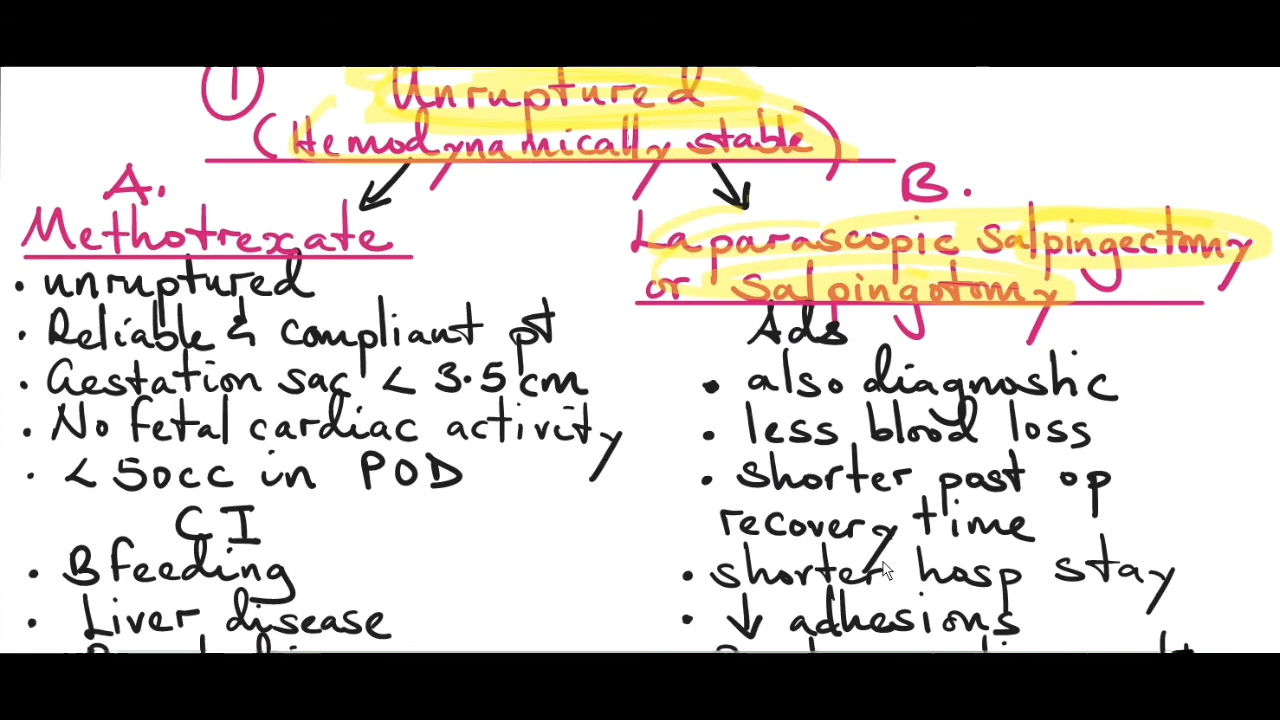 ① Unruptured
(Hemodynamically stable)
A.
Methotrexate
• unruptured
• Reliable & compliant pt
• Gestation sac < 3.5 cm
• No fetal cardiac activity
• < 50cc in POD
CI
• Bfeeding
• Liver disease
B.
Laparascopic Salpingectomy
or Salpingotomy
Ads
• also diagnostic
• less blood loss
• shorter post op
recovery time
• shorter hosp stay
• ↓ adhesions